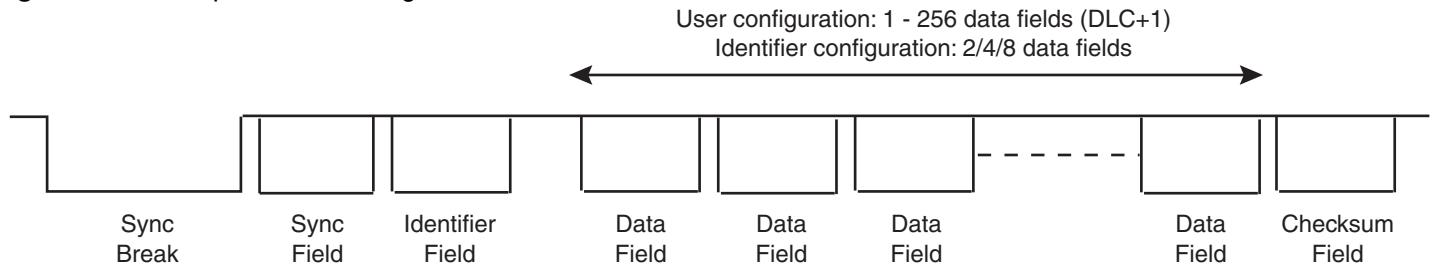 User configuration: 1 - 256 data fields (DLC+1)
Identifier configuration: 2/4/8 data fields
Sync Break
Sync Field
Identifier Field
Data Field
Data Field
Data Field
Data Field
Checksum Field